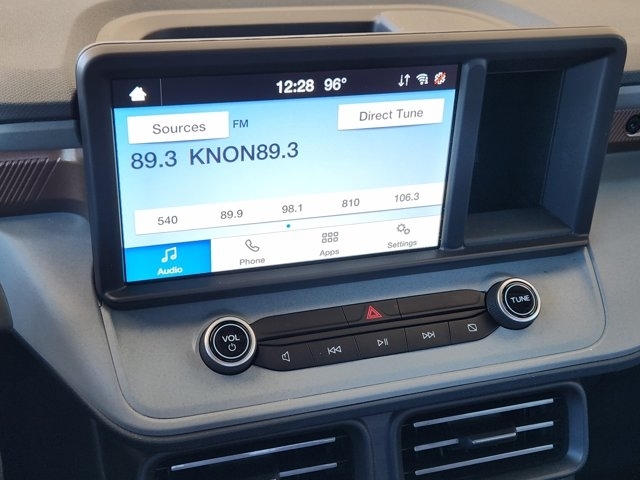 12:28 96°
Sources FM Direct Tune
89.3 KNON89.3
540 89.9 98.1 810 106.3
Audio Phone Apps Settings
VOL TUNE